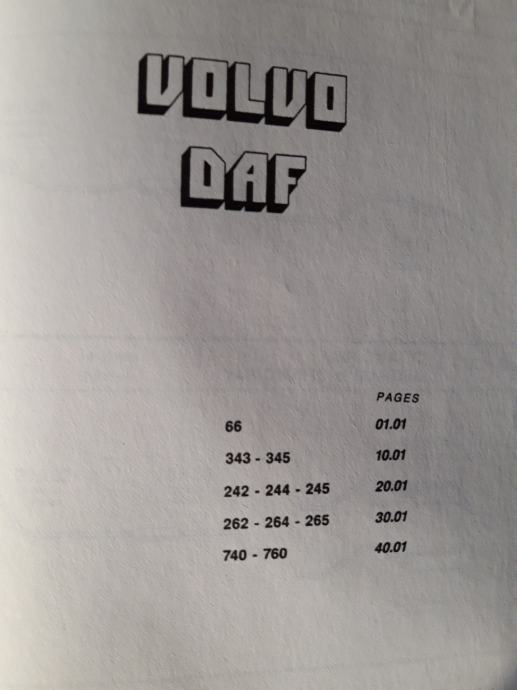 VOLVO
DAF
PAGES
66 01.01
343 - 345 10.01
242 - 244 - 245 20.01
262 - 264 - 265 30.01
740 - 760 40.01